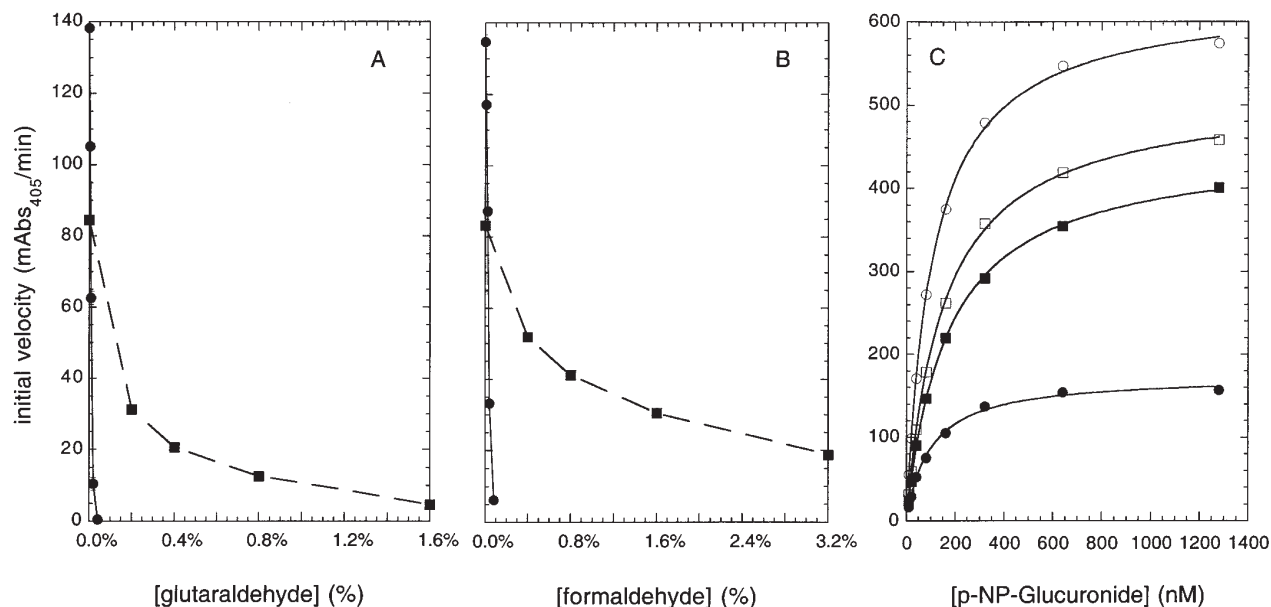 A
B
C
initial velocity (mAbs405/min)
140
120
100
80
60
40
20
0
0.0% 0.4% 0.8% 1.2% 1.6%
[glutaraldehyde] (%)
0.0% 0.8% 1.6% 2.4% 3.2%
[formaldehyde] (%)
600
500
400
300
200
100
0
0 200 400 600 800 1000 1200 1400
[p-NP-Glucuronide] (nM)